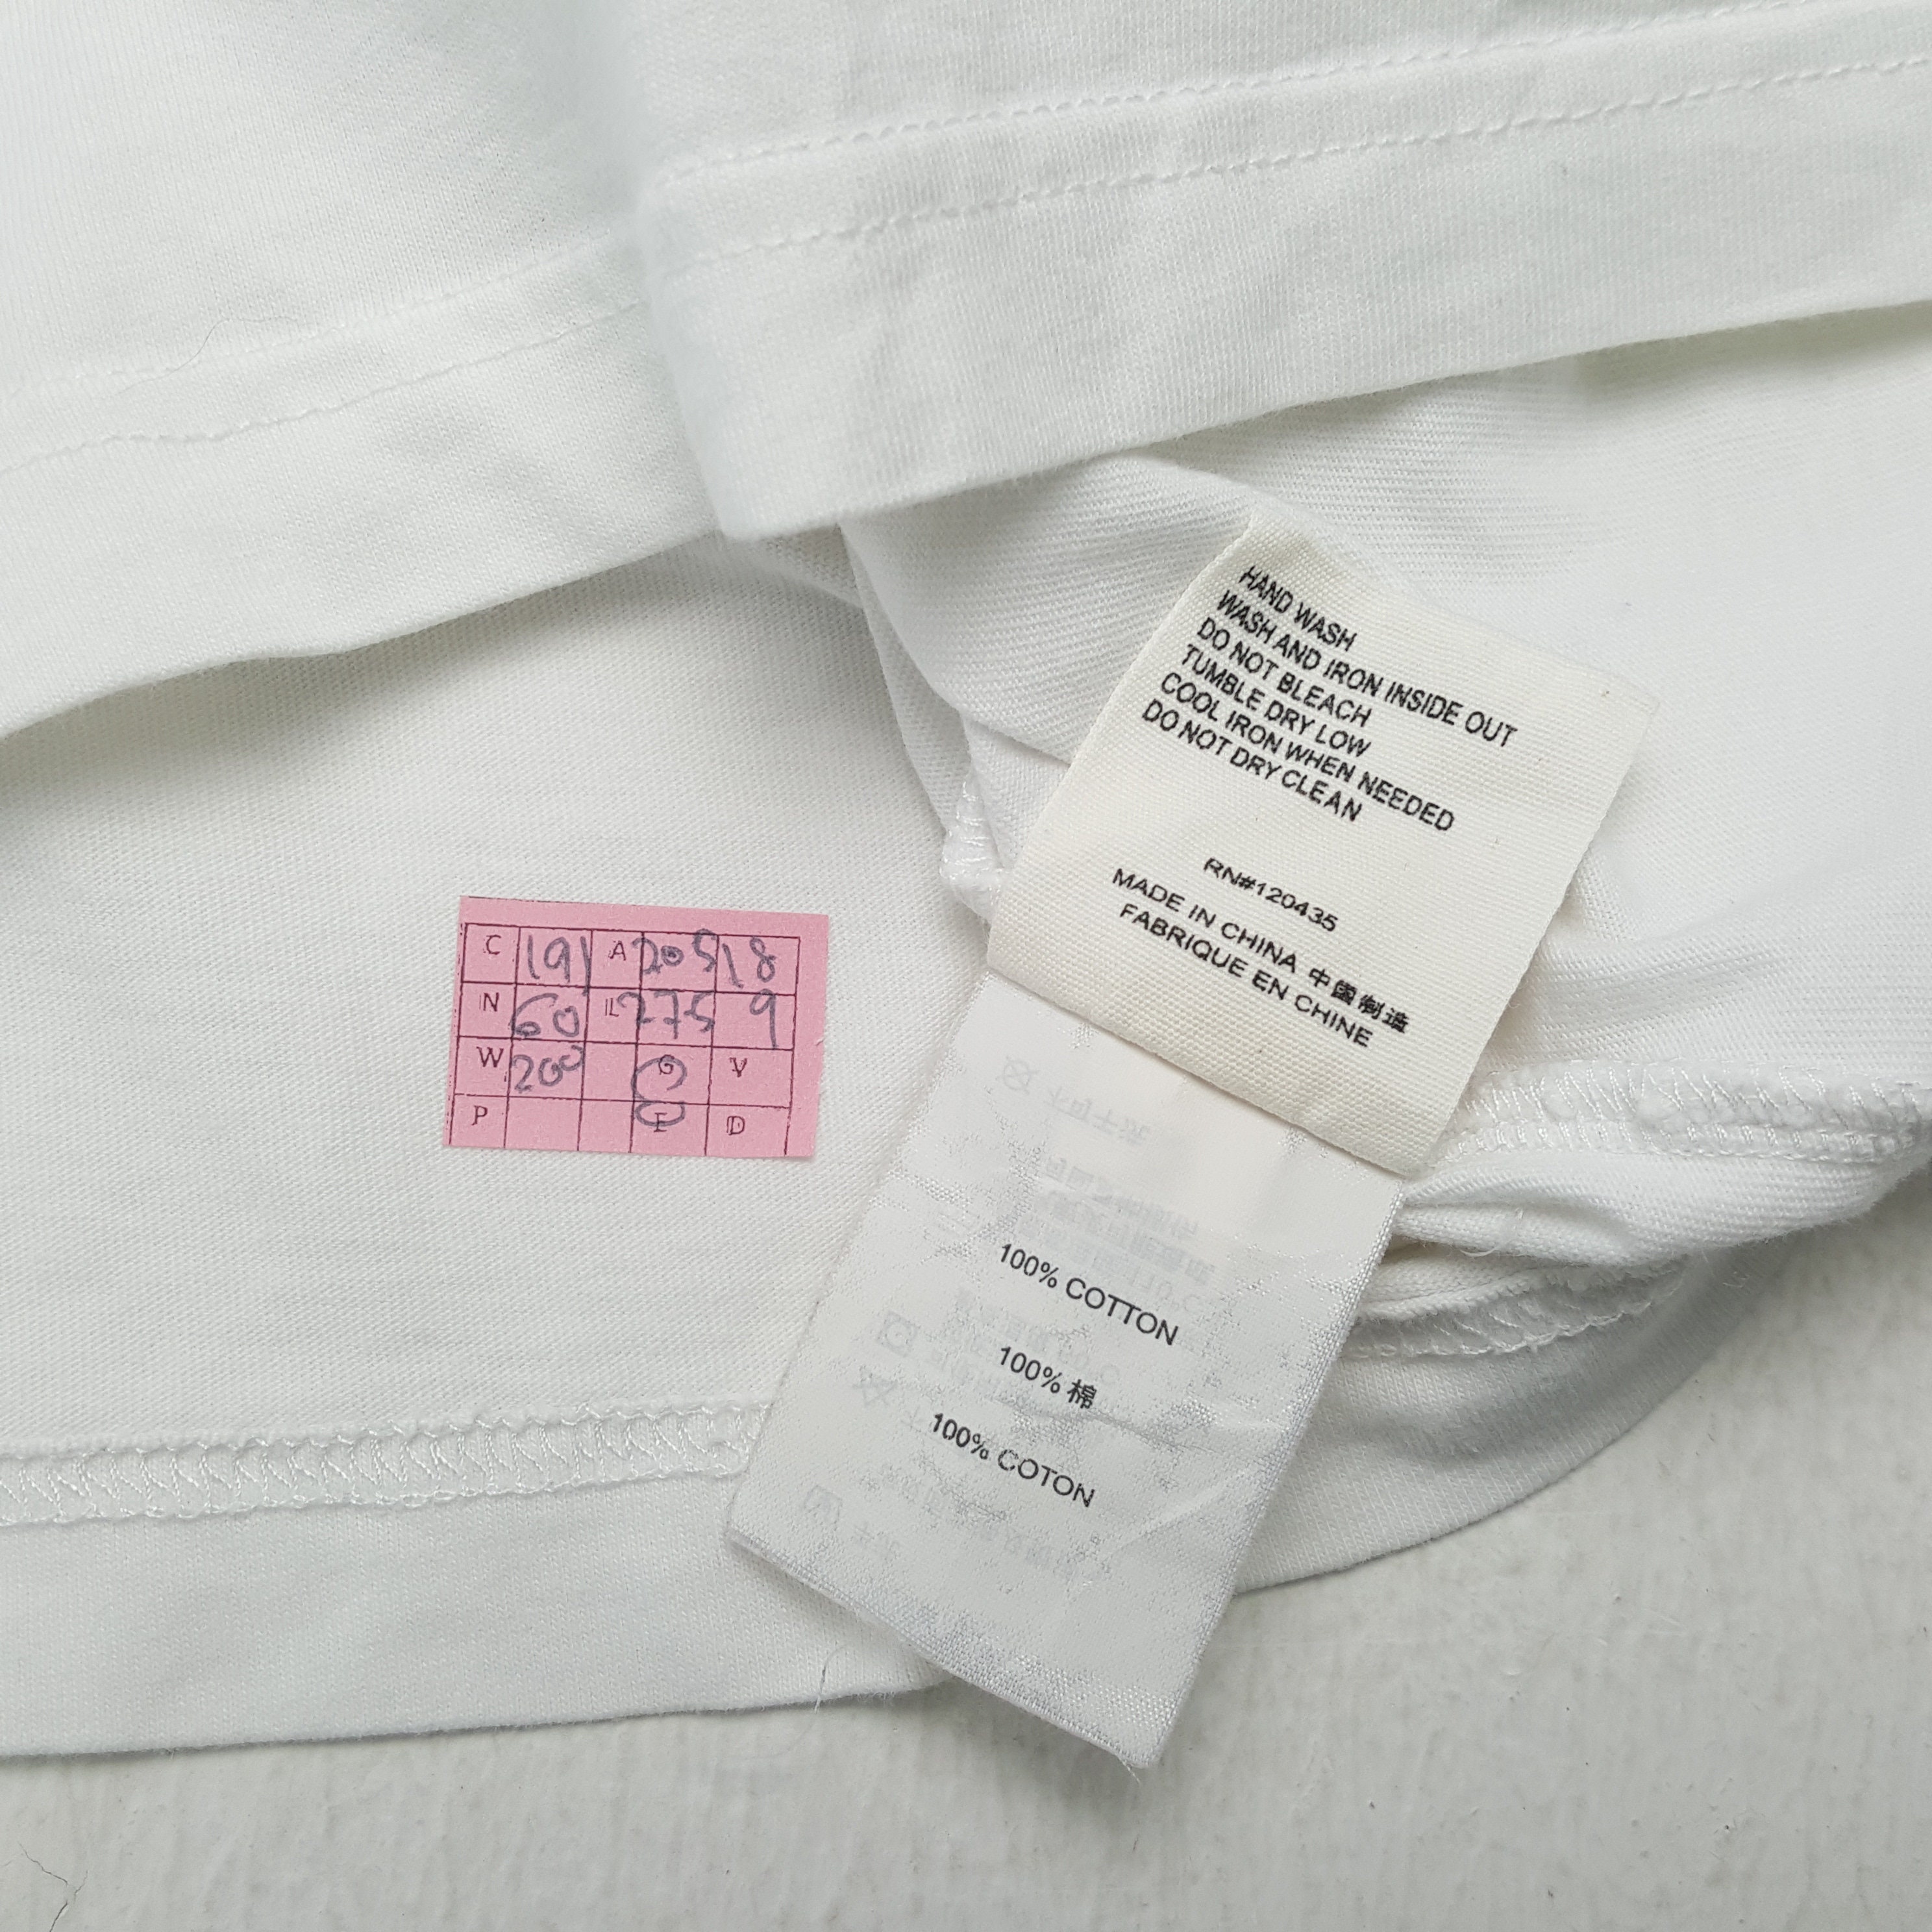 HAND WASH
WASH AND IRON INSIDE OUT
DO NOT BLEACH
TUMBLE DRY LOW
COOL IRON WHEN NEEDED
DO NOT DRY CLEAN
RN#120435
MADE IN CHINA 中国制造
FABRIQUE EN CHINE
C 191 A 205 18
N 60 L 275 9
W 200 G V
P E D
100% COTTON
100% 棉
100% COTON